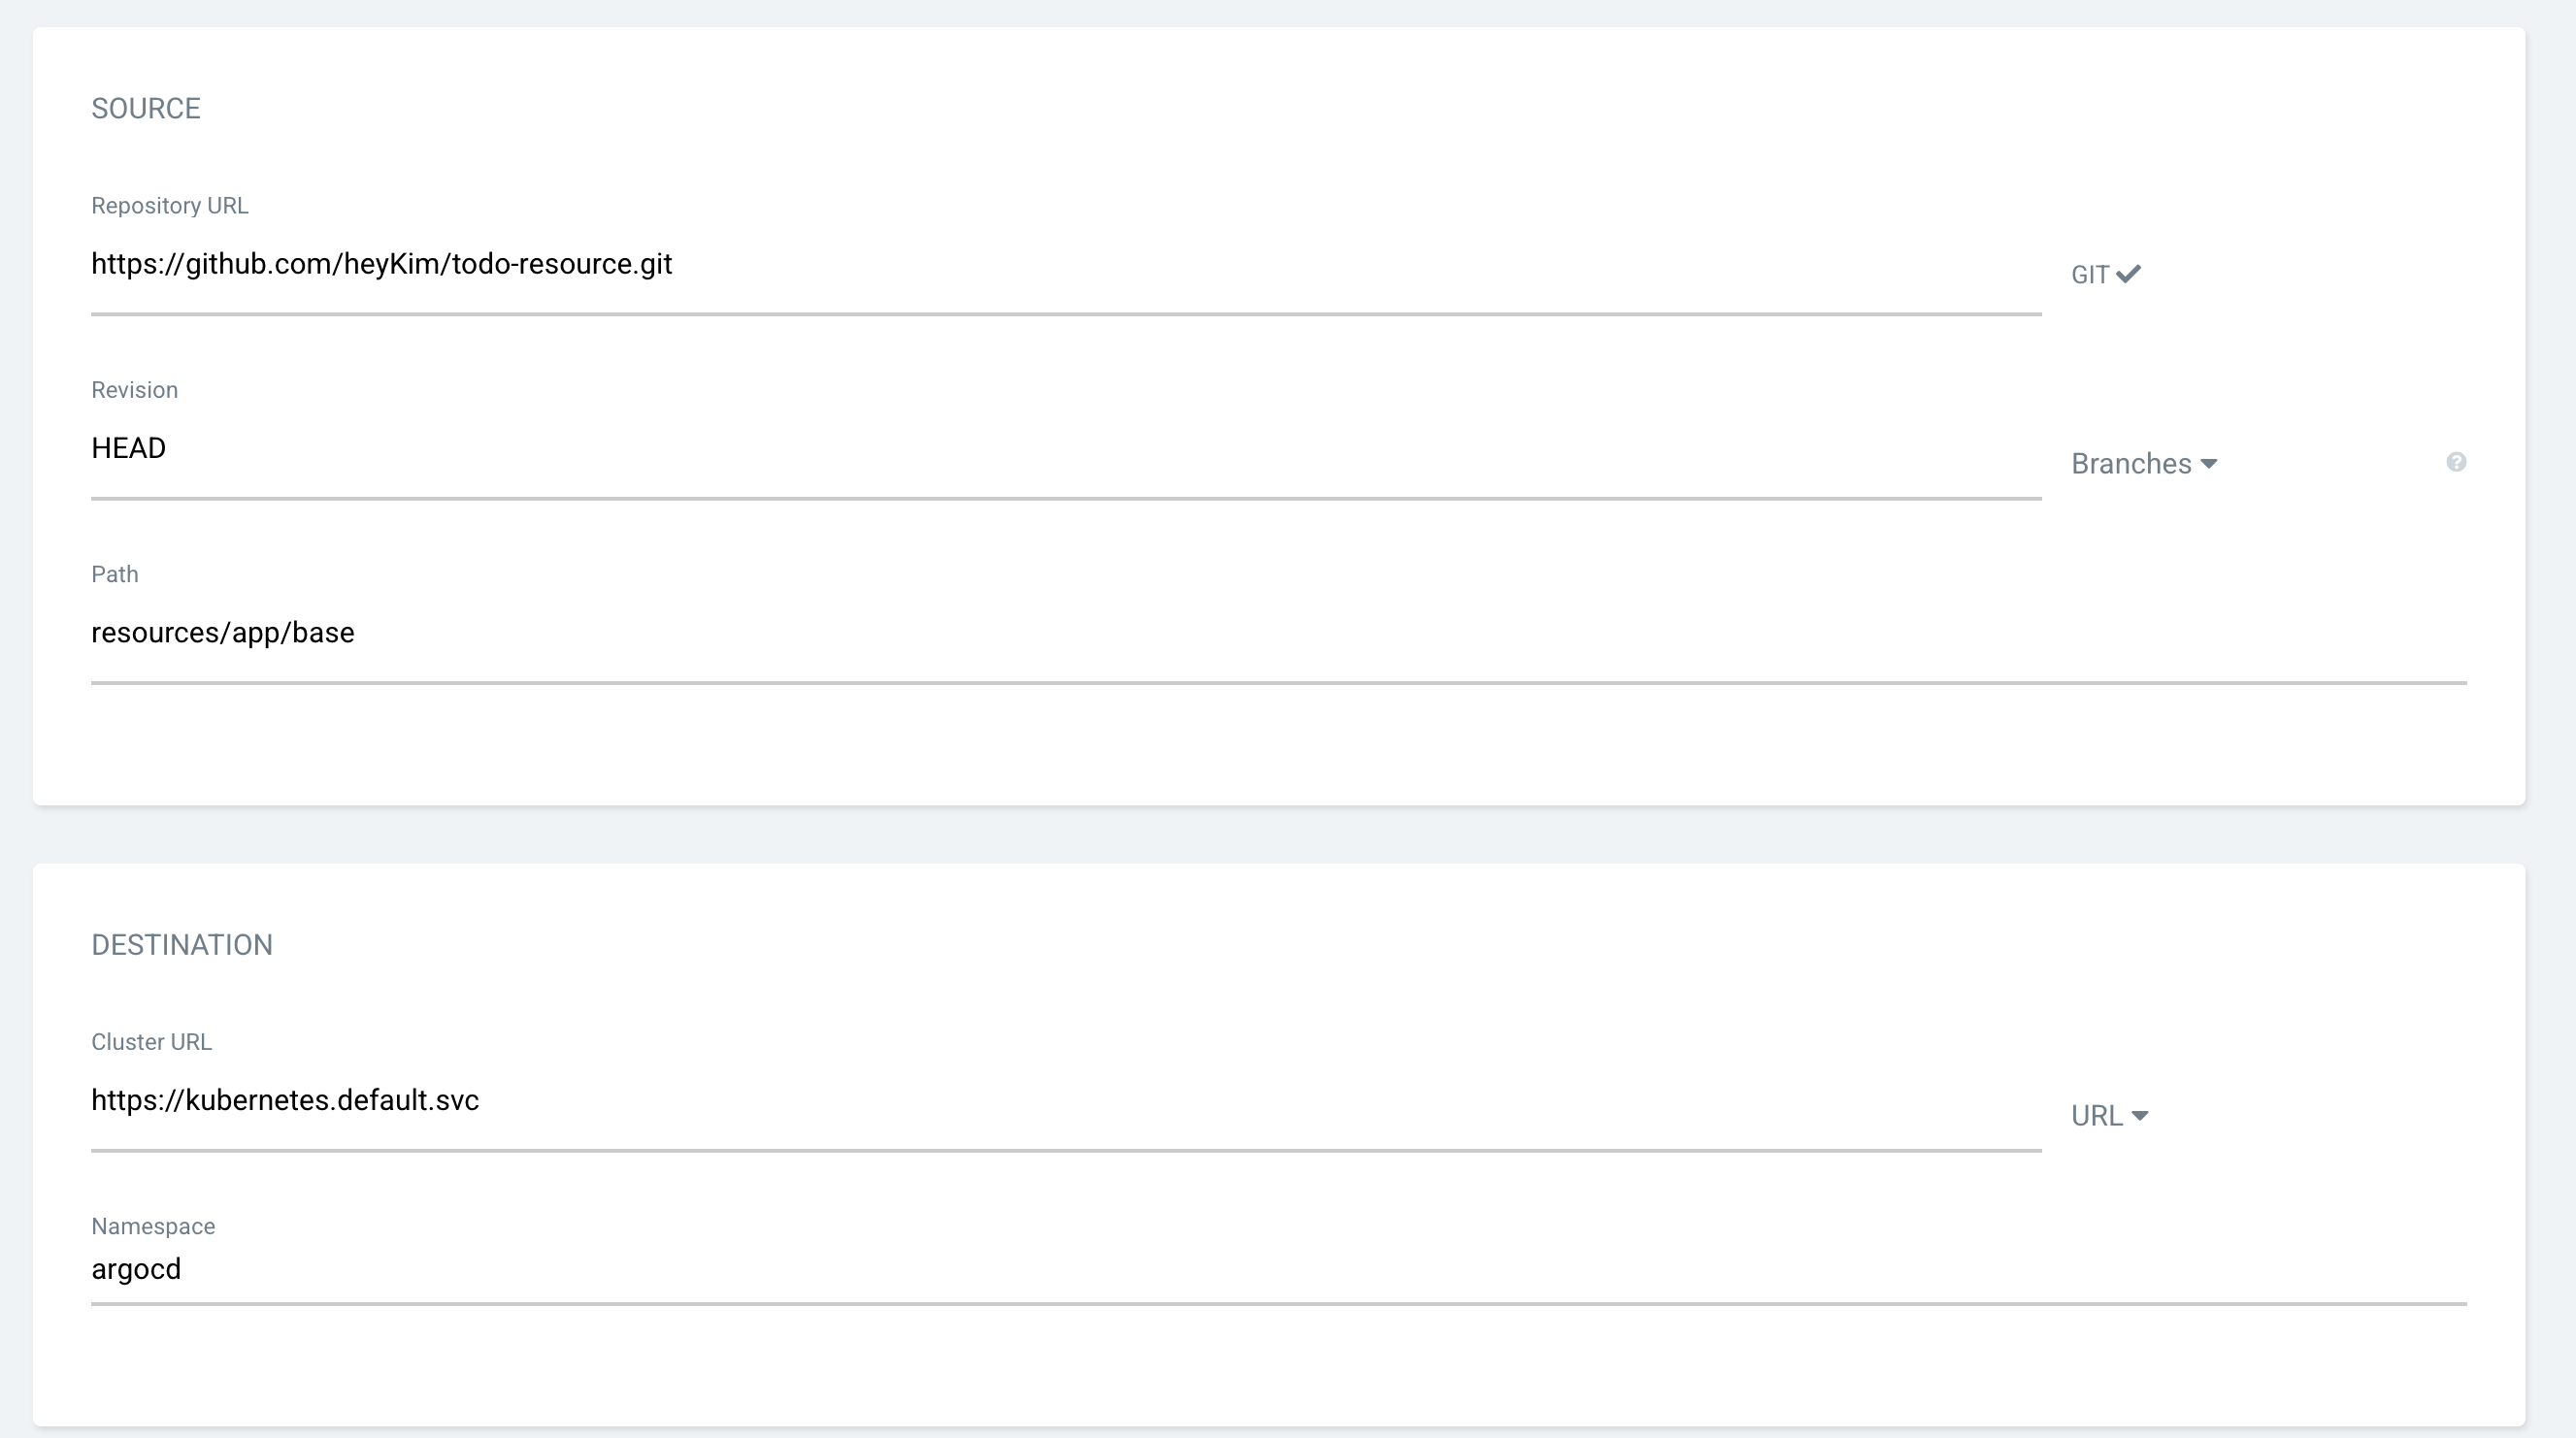 SOURCE
Repository URL
https://github.com/heyKim/todo-resource.git
GIT
Revision
HEAD
Branches
Path
resources/app/base
DESTINATION
Cluster URL
https://kubernetes.default.svc
URL
Namespace
argocd